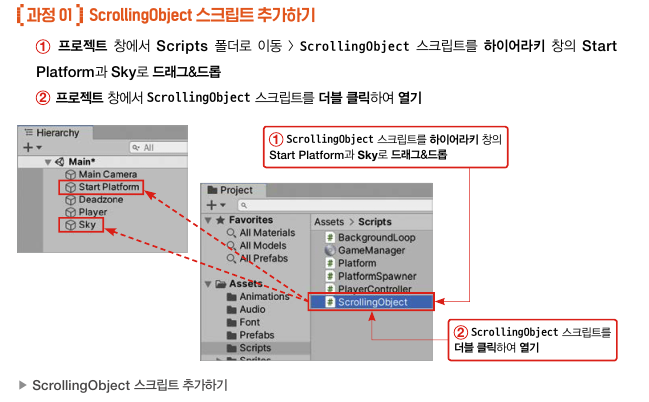 [과정 01] ScrollingObject 스크립트 추가하기
① 프로젝트 창에서 Scripts 폴더로 이동 > ScrollingObject 스크립트를 하이어라키 창의 Start
Platform과 Sky로 드래그&드롭
② 프로젝트 창에서 ScrollingObject 스크립트를 더블 클릭하여 열기
Hierarchy
All
Main*
Main Camera
Start Platform
Deadzone
Player
Sky
① ScrollingObject 스크립트를 하이어라키 창의
Start Platform과 Sky로 드래그&드롭
Project
Favorites
All Materials
All Models
All Prefabs
Assets
Animations
Audio
Font
Prefabs
Scripts
Sprites
Assets > Scripts
BackgroundLoop
GameManager
Platform
PlatformSpawner
PlayerController
ScrollingObject
② ScrollingObject 스크립트를
더블 클릭하여 열기
▶ ScrollingObject 스크립트 추가하기